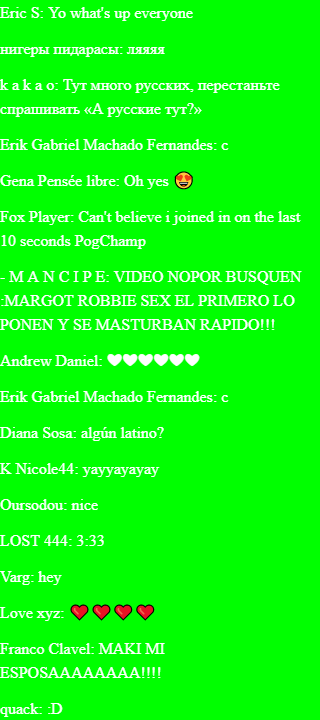 Eric S: Yo what's up everyone
нигеры пидарасы: ляяяя
k a k a o: Тут много русских, перестаньте
спрашивать «А русские тут?»
Erik Gabriel Machado Fernandes: c
Gena Pensée libre: Oh yes 😍
Fox Player: Can't believe i joined in on the last
10 seconds PogChamp
- M A N C I P E: VIDEO NOPOR BUSQUEN
:MARGOT ROBBIE SEX EL PRIMERO LO
PONEN Y SE MASTURBAN RAPIDO!!!
Andrew Daniel: 🤍🤍🤍🤍🤍🤍
Erik Gabriel Machado Fernandes: c
Diana Sosa: algún latino?
K Nicole44: yayyayayay
Oursodou: nice
LOST 444: 3:33
Varg: hey
Love xyz: ❤️ ❤️ ❤️ ❤️
Franco Clavel: MAKI MI
ESPOSAAAAAAAA!!!!
quack: :D